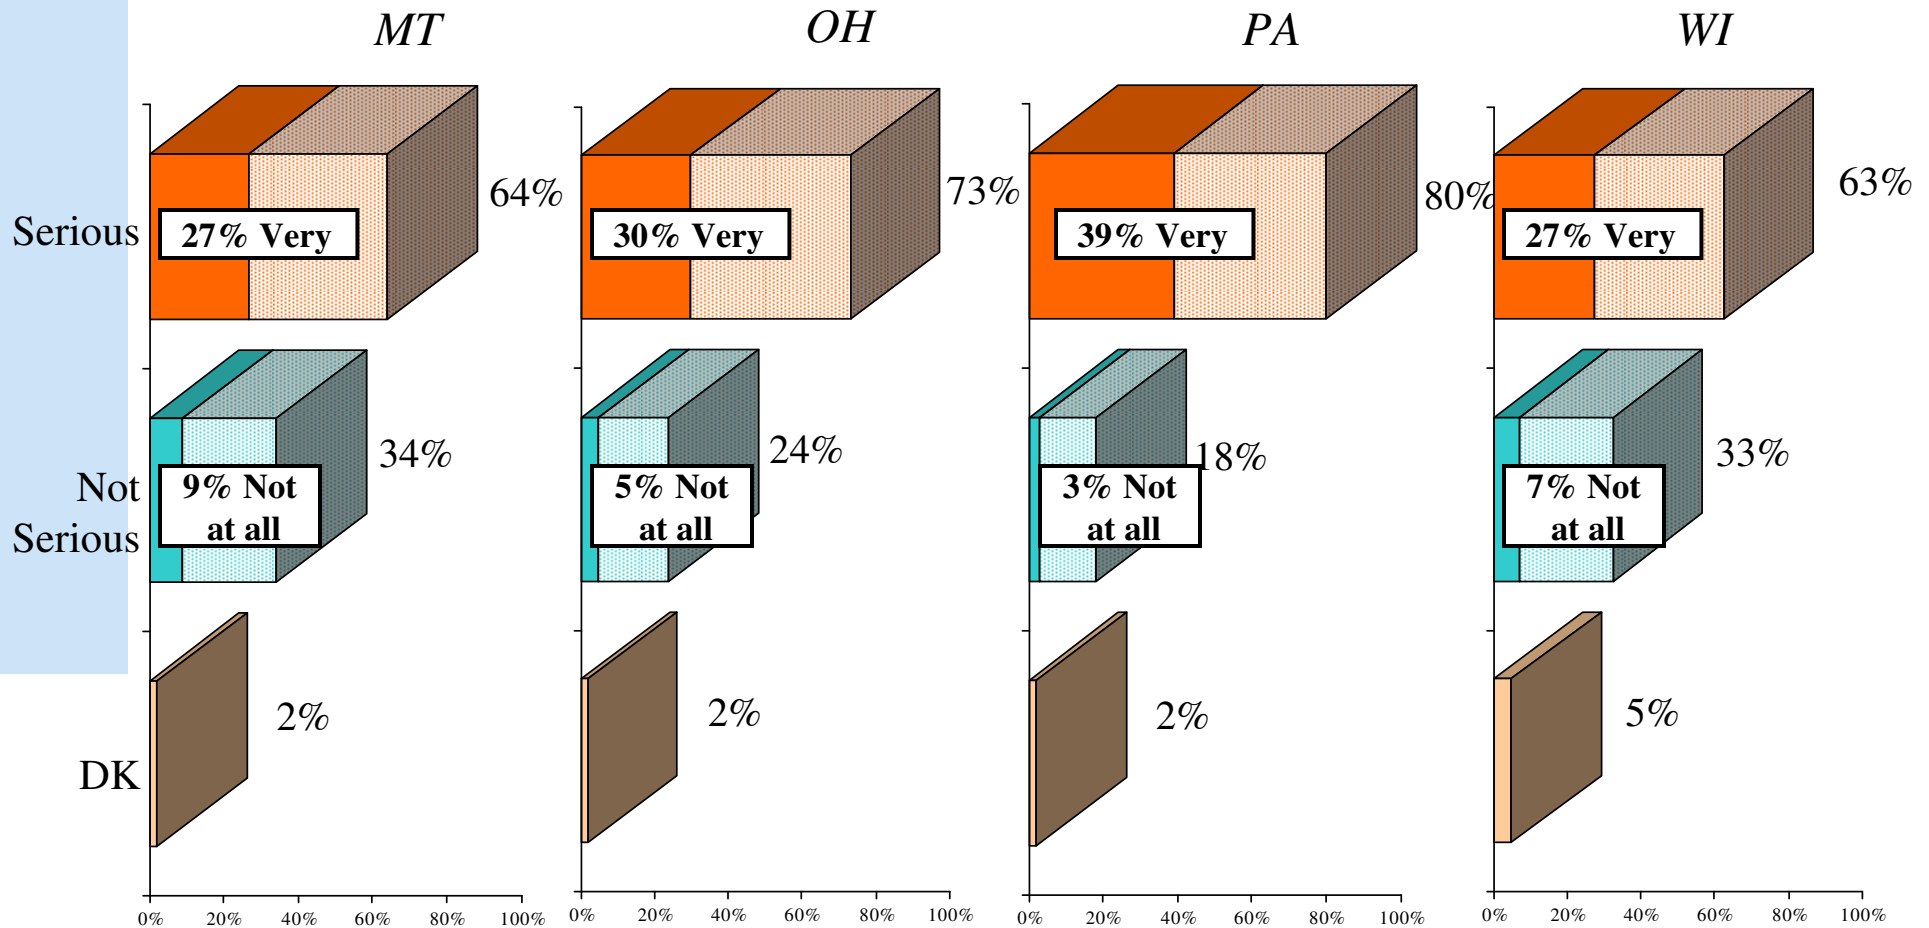 MT
OH
PA
WI
Serious
27% Very
64%
30% Very
73%
39% Very
80%
27% Very
63%
Not
Serious
9% Not
at all
34%
5% Not
at all
24%
3% Not
at all
18%
7% Not
at all
33%
DK
2%
2%
2%
5%
0% 20% 40% 60% 80% 100%
0% 20% 40% 60% 80% 100%
0% 20% 40% 60% 80% 100%
0% 20% 40% 60% 80% 100%